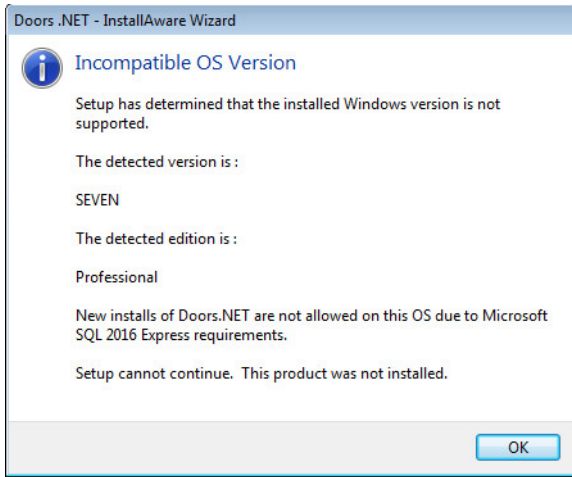 Doors .NET - InstallAware Wizard
Incompatible OS Version
Setup has determined that the installed Windows version is not
supported.
The detected version is :
SEVEN
The detected edition is :
Professional
New installs of Doors.NET are not allowed on this OS due to Microsoft
SQL 2016 Express requirements.
Setup cannot continue.  This product was not installed.
OK